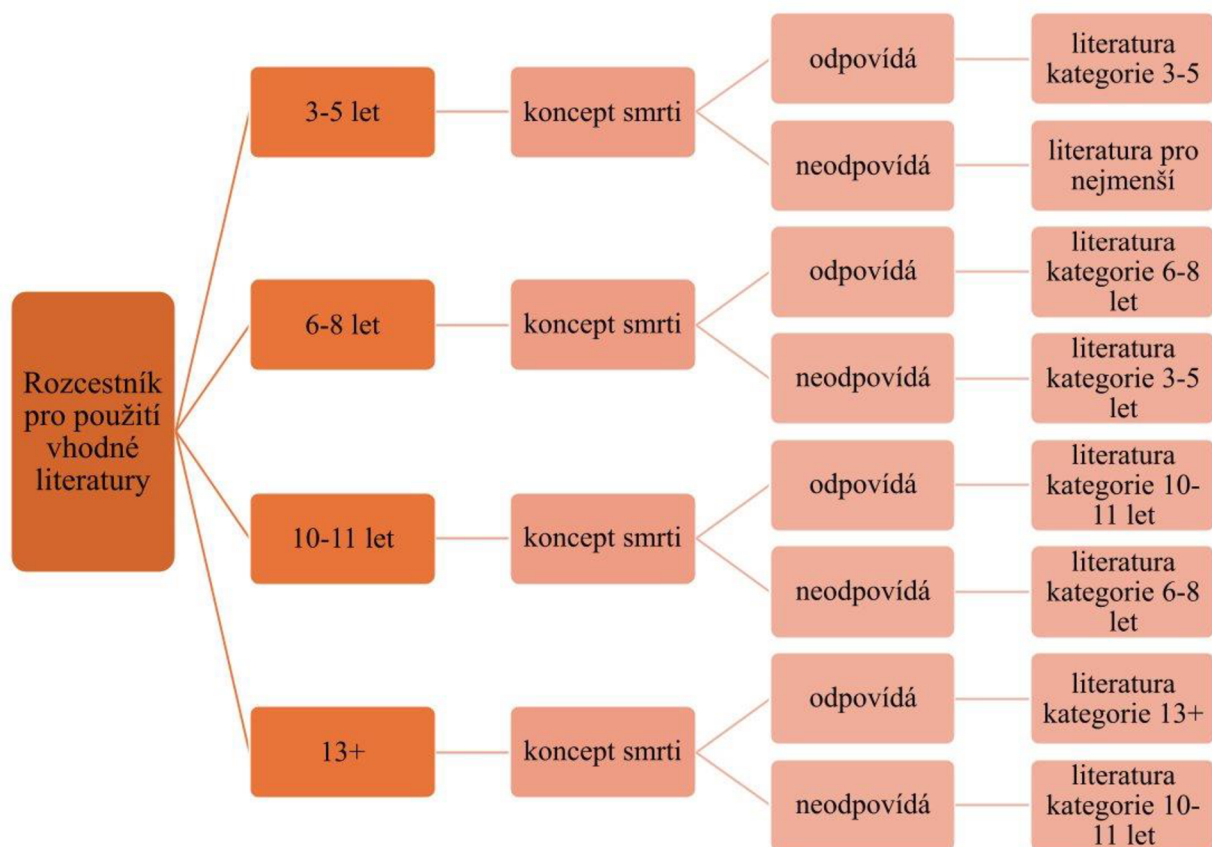 Rozcestník
pro použití
vhodné
literatury
3-5 let
koncept smrti
odpovídá
literatura
kategorie 3-5
neodpovídá
literatura pro
nejmenší
6-8 let
koncept smrti
odpovídá
literatura
kategorie 6-8
let
neodpovídá
literatura
kategorie 3-5
let
10-11 let
koncept smrti
odpovídá
literatura
kategorie 10-
11 let
neodpovídá
literatura
kategorie 6-8
let
13+
koncept smrti
odpovídá
literatura
kategorie 13+
neodpovídá
literatura
kategorie 10-
11 let